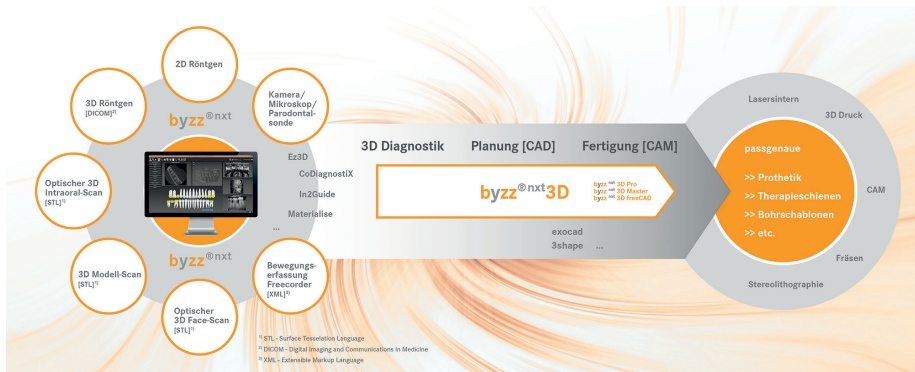 2D Röntgen
3D Röntgen
[DICOM]²⁾
Kamera/
Mikroskop/
Parodontal-
sonde
byzz®nxt
Optischer 3D
Intraoral-Scan
[STL]¹⁾
3D Modell-Scan
[STL]¹⁾
byzz®nxt
Optischer
3D Face-Scan
[STL]¹⁾
Bewegungs-
erfassung
Freecorder
[XML]³⁾
Ez3D
CoDiagnostiX
In2Guide
Materialise
...
3D Diagnostik
Planung [CAD]
Fertigung [CAM]
byzz®nxt3D
byzz nxt 3D Pro
byzz nxt 3D Master
byzz nxt 3D freeCAD
exocad
3shape ...
Lasersintern
3D Druck
CAM
Fräsen
Stereolithographie
passgenaue
>> Prothetik
>> Therapieschienen
>> Bohrschablonen
>> etc.
¹⁾ STL - Surface Tesselation Language
²⁾ DICOM - Digital Imaging and Communications in Medicine
³⁾ XML - Extensible Markup Language